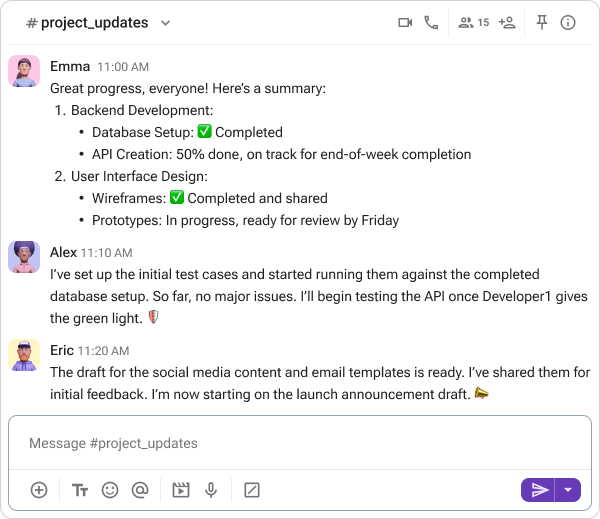 # project_updates
15
Emma 11:00 AM
Great progress, everyone! Here’s a summary:
1. Backend Development:
• Database Setup: ✅ Completed
• API Creation: 50% done, on track for end-of-week completion
2. User Interface Design:
• Wireframes: ✅ Completed and shared
• Prototypes: In progress, ready for review by Friday
Alex 11:10 AM
I’ve set up the initial test cases and started running them against the completed
database setup. So far, no major issues. I’ll begin testing the API once Developer1 gives
the green light.
Eric 11:20 AM
The draft for the social media content and email templates is ready. I’ve shared them for
initial feedback. I’m now starting on the launch announcement draft.
Message #project_updates